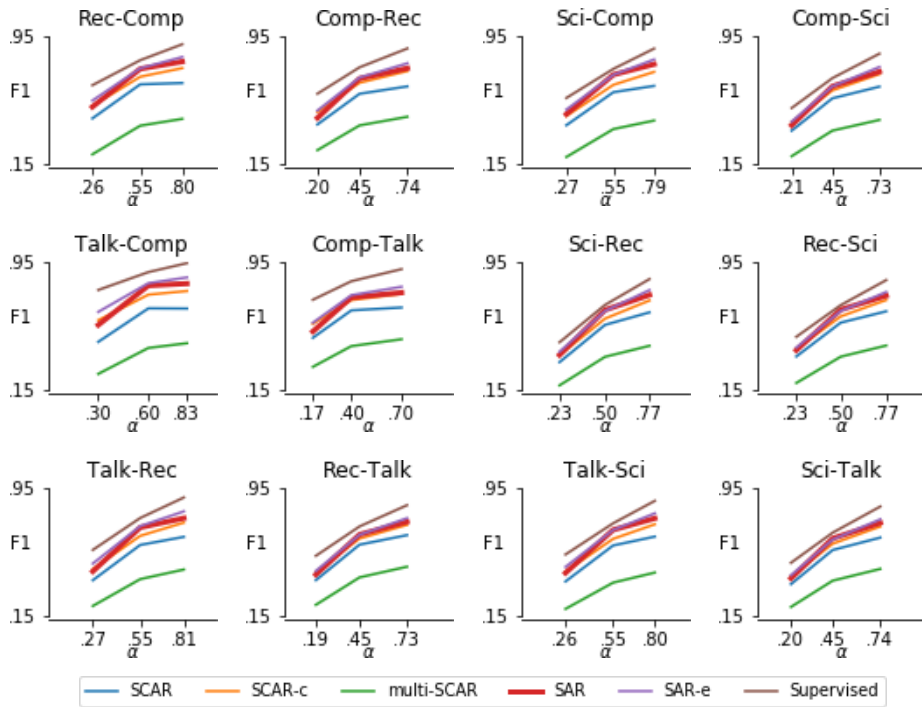 Rec-Comp Comp-Rec Sci-Comp Comp-Sci
.95 .95 .95 .95
F1 F1 F1 F1
.15 .15 .15 .15
.26 .55 .80 .20 .45 .74 .27 .55 .79 .21 .45 .73
α α α α
Talk-Comp Comp-Talk Sci-Rec Rec-Sci
.95 .95 .95 .95
F1 F1 F1 F1
.15 .15 .15 .15
.30 .60 .83 .17 .40 .70 .23 .50 .77 .23 .50 .77
α α α α
Talk-Rec Rec-Talk Talk-Sci Sci-Talk
.95 .95 .95 .95
F1 F1 F1 F1
.15 .15 .15 .15
.27 .55 .81 .19 .45 .73 .26 .55 .80 .20 .45 .74
α α α α
SCAR SCAR-c multi-SCAR SAR SAR-e Supervised